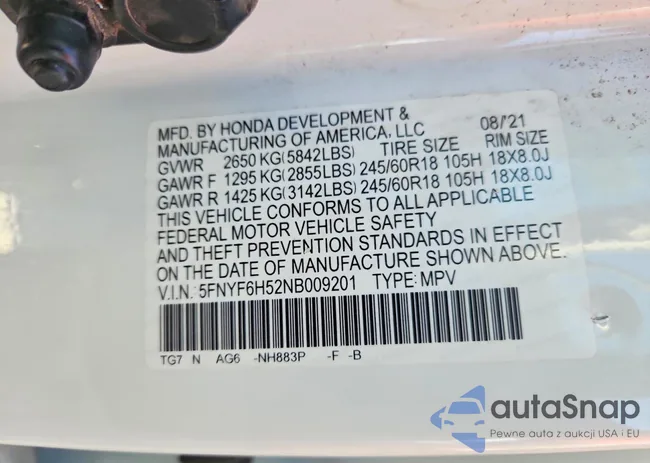 MFD. BY HONDA DEVELOPMENT &
MANUFACTURING OF AMERICA, LLC 08/'21
GVWR 2650 KG(5842LBS) TIRE SIZE RIM SIZE
GAWR F 1295 KG(2855LBS) 245/60R18 105H 18X8.0J
GAWR R 1425 KG(3142LBS) 245/60R18 105H 18X8.0J
THIS VEHICLE CONFORMS TO ALL APPLICABLE
FEDERAL MOTOR VEHICLE SAFETY
AND THEFT PREVENTION STANDARDS IN EFFECT
ON THE DATE OF MANUFACTURE SHOWN ABOVE.
V.I.N.: 5FNYF6H52NB009201 TYPE: MPV
TG7 N AG6 -NH883P -F -B
autaSnap
Pewne auta z aukcji USA i EU